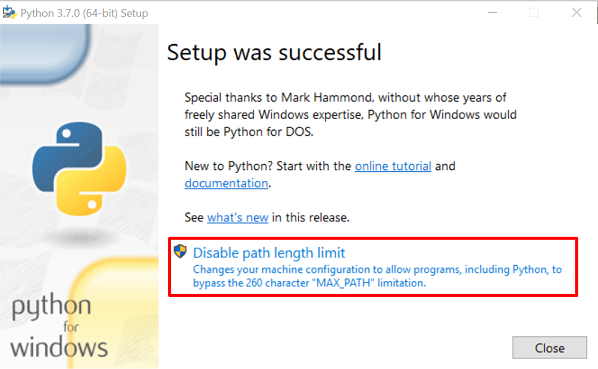 Python 3.7.0 (64-bit) Setup
Setup was successful
Special thanks to Mark Hammond, without whose years of
freely shared Windows expertise, Python for Windows would
still be Python for DOS.
New to Python? Start with the online tutorial and
documentation.
See what's new in this release.
Disable path length limit
Changes your machine configuration to allow programs, including Python, to
bypass the 260 character "MAX_PATH" limitation.
python
for
windows
Close